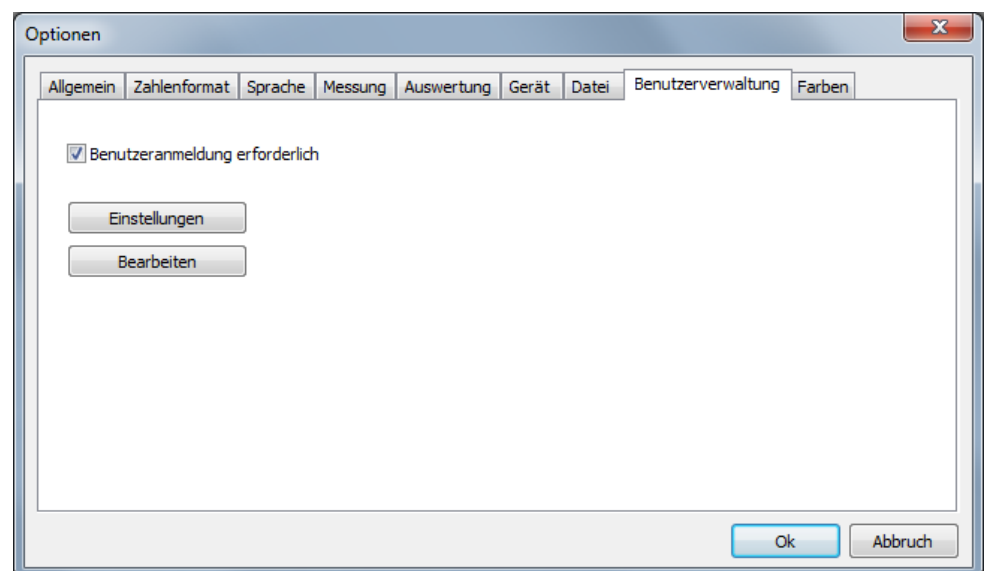 Optionen
Allgemein Zahlenformat Sprache Messung Auswertung Gerät Datei Benutzerverwaltung Farben
Benutzeranmeldung erforderlich
Einstellungen
Bearbeiten
Ok Abbruch